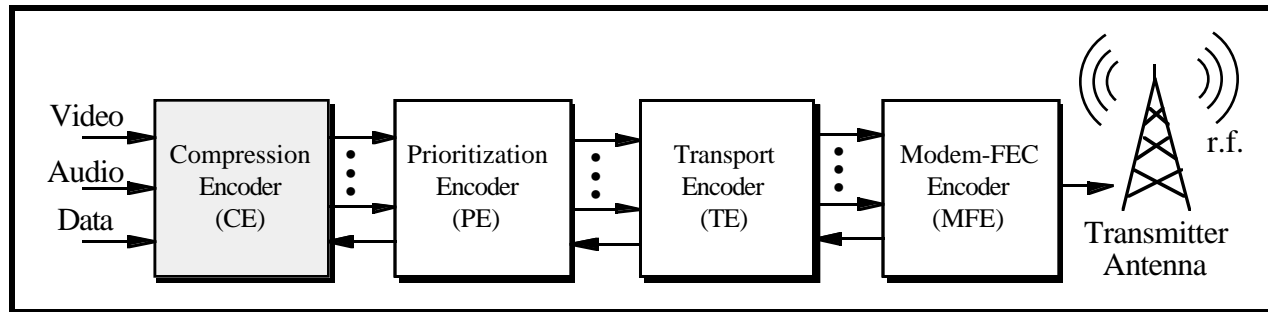 Video
Audio
Data
Compression
Encoder
(CE)
Prioritization
Encoder
(PE)
Transport
Encoder
(TE)
Modem-FEC
Encoder
(MFE)
r.f.
Transmitter
Antenna